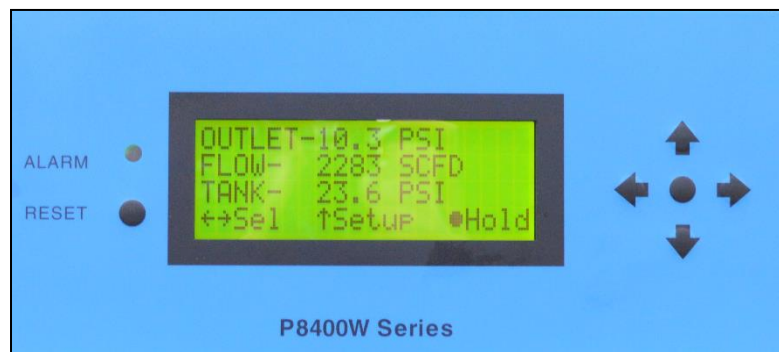 OUTLET-10.3 PSI
FLOW- 2283 SCFD
TANK- 23.6 PSI
←→Sel ↑Setup ●Hold
ALARM
RESET
P8400W Series